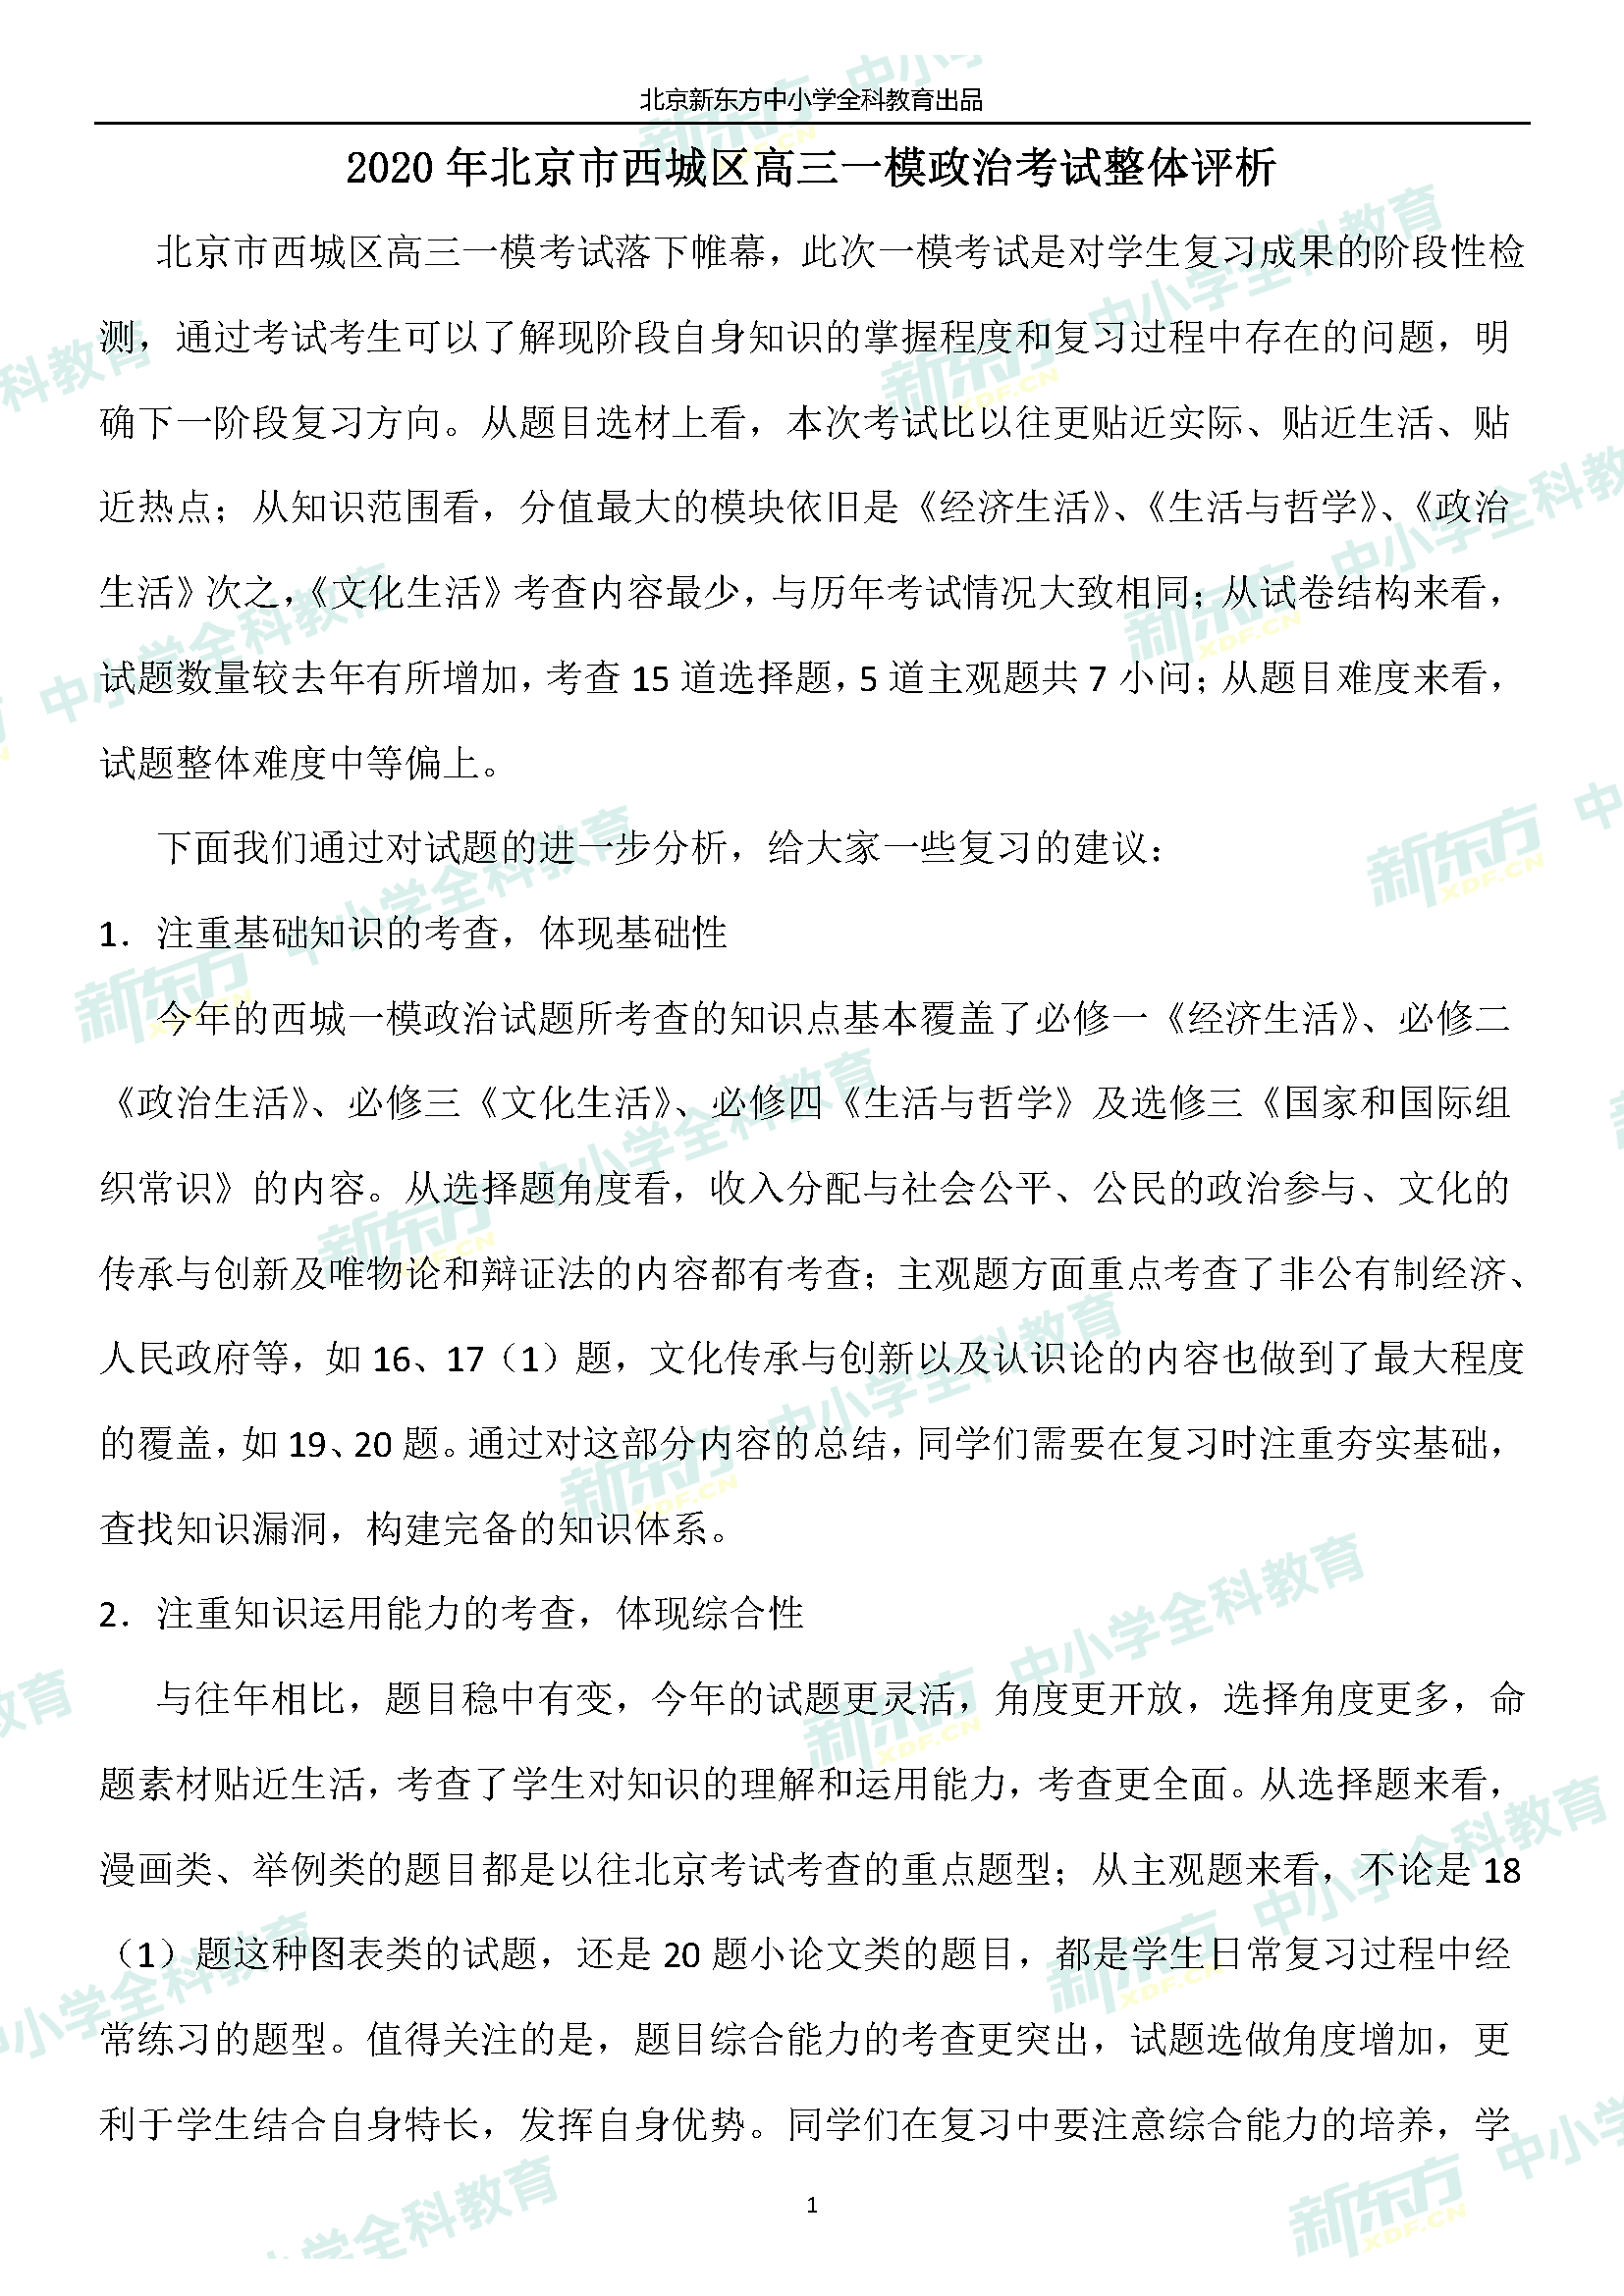 北京新东方中小学全科教育出品
2020 年北京市西城区高三一模政治考试整体评析
北京市西城区高三一模考试落下帷幕，此次一模考试是对学生复习成果的阶段性检
测，通过考试考生可以了解现阶段自身知识的掌握程度和复习过程中存在的问题，明
确下一阶段复习方向。从题目选材上看，本次考试比以往更贴近实际、贴近生活、贴
近热点；从知识范围看，分值最大的模块依旧是《经济生活》、《生活与哲学》、《政治
生活》次之，《文化生活》考查内容最少，与历年考试情况大致相同；从试卷结构来看，
试题数量较去年有所增加，考查 15 道选择题，5 道主观题共 7 小问；从题目难度来看，
试题整体难度中等偏上。
下面我们通过对试题的进一步分析，给大家一些复习的建议：
1．注重基础知识的考查，体现基础性
今年的西城一模政治试题所考查的知识点基本覆盖了必修一《经济生活》、必修二
《政治生活》、必修三《文化生活》、必修四《生活与哲学》及选修三《国家和国际组
织常识》的内容。从选择题角度看，收入分配与社会公平、公民的政治参与、文化的
传承与创新及唯物论和辩证法的内容都有考查；主观题方面重点考查了非公有制经济、
人民政府等，如 16、17（1）题，文化传承与创新以及认识论的内容也做到了最大程度
的覆盖，如 19、20 题。通过对这部分内容的总结，同学们需要在复习时注重夯实基础，
查找知识漏洞，构建完备的知识体系。
2．注重知识运用能力的考查，体现综合性
与往年相比，题目稳中有变，今年的试题更灵活，角度更开放，选择角度更多，命
题素材贴近生活，考查了学生对知识的理解和运用能力，考查更全面。从选择题来看，
漫画类、举例类的题目都是以往北京考试考查的重点题型；从主观题来看，不论是 18
（1）题这种图表类的试题，还是 20 题小论文类的题目，都是学生日常复习过程中经
常练习的题型。值得关注的是，题目综合能力的考查更突出，试题选做角度增加，更
利于学生结合自身特长，发挥自身优势。同学们在复习中要注意综合能力的培养，学
1
新东方 XDF.CN 中小学全科教育